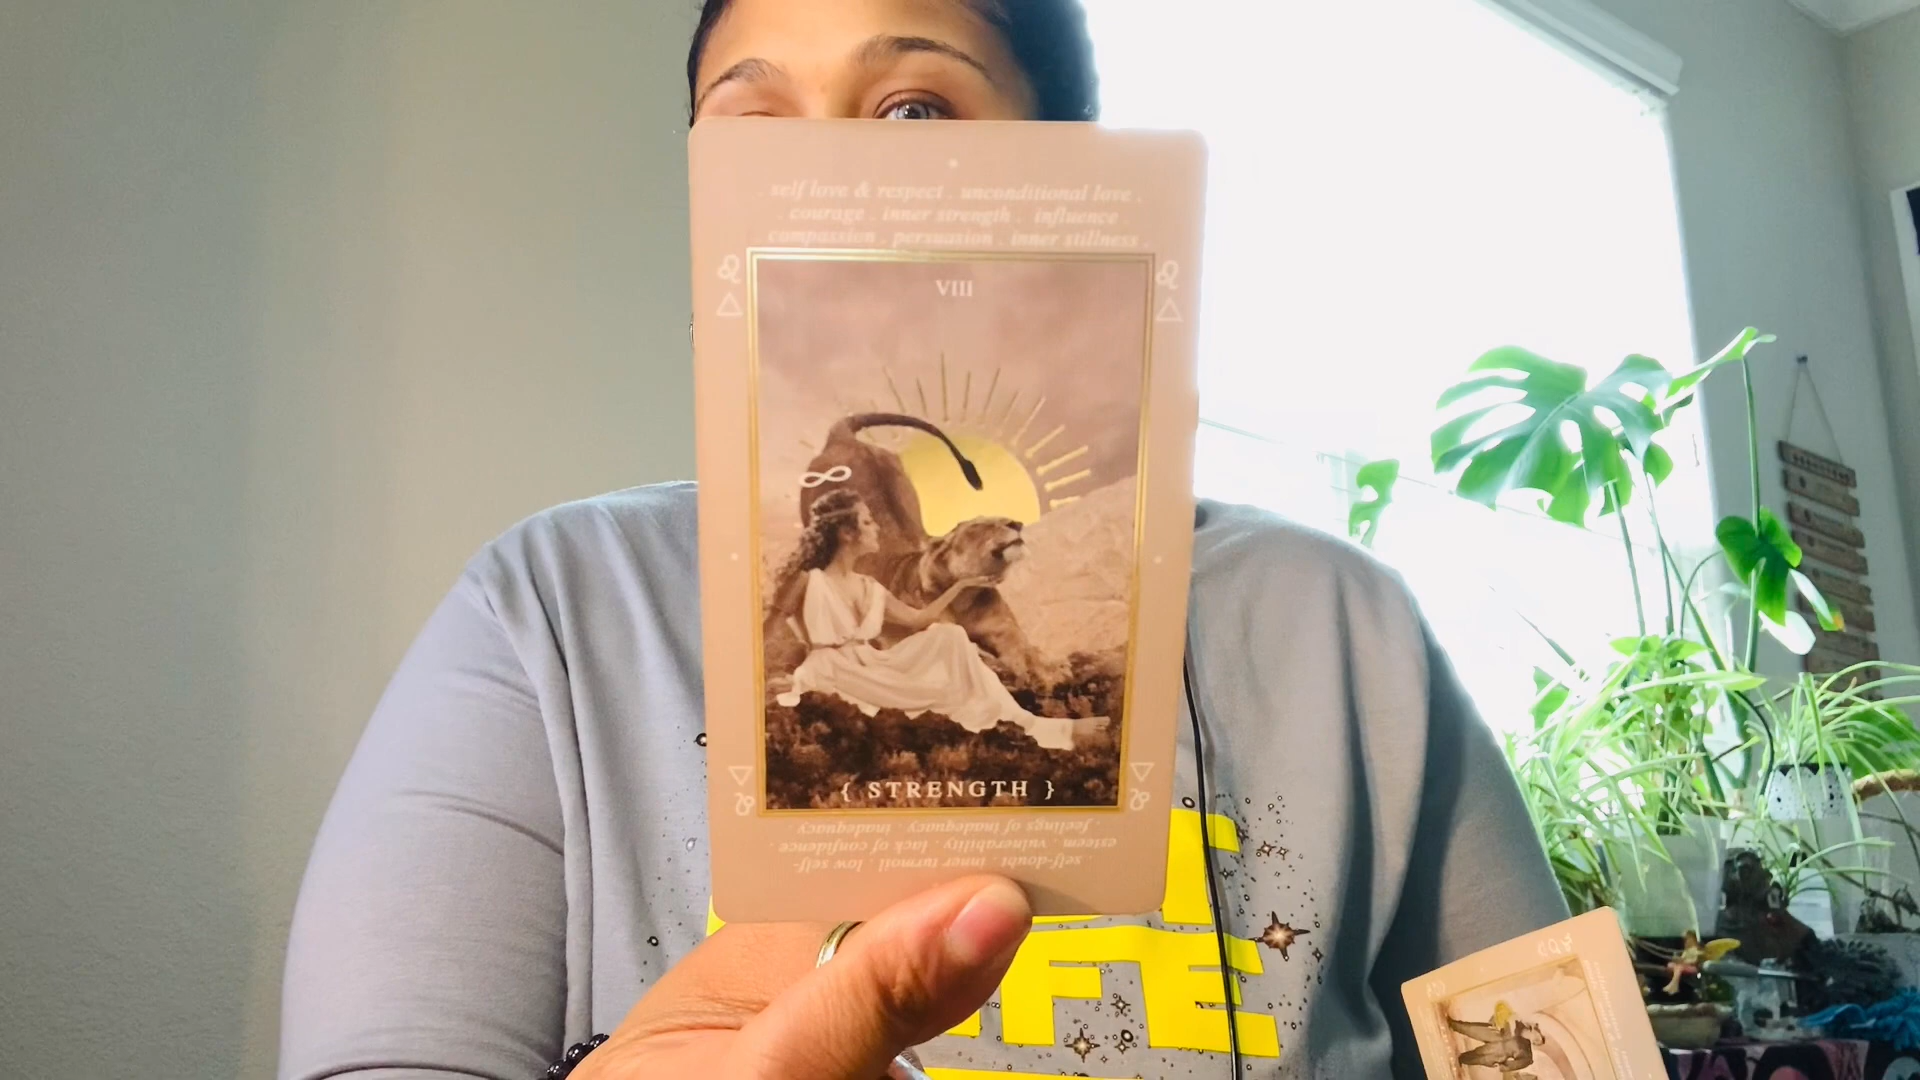 self love & respect . unconditional love .
. courage . inner strength . influence
compassion . persuasion . inner stillness .
VIII
{ STRENGTH }
. self-doubt . inner turmoil . low self-
esteem . vulnerability . lack of confidence .
. feelings of inadequacy .
IFE